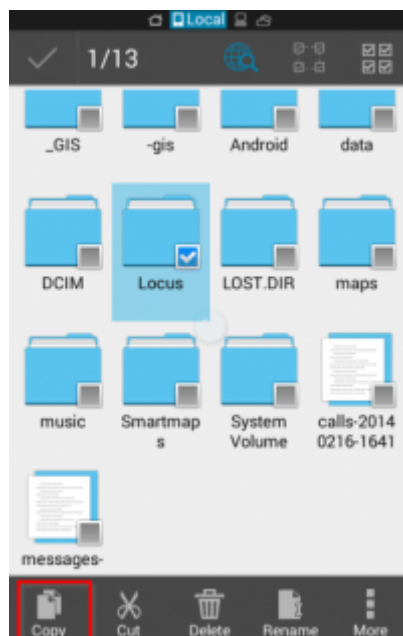 Local
1/13
_GIS -gis Android data
DCIM Locus LOST.DIR maps
music Smartmap System calls-2014
s Volume 0216-1641
messages-
Copy Cut Delete Rename More